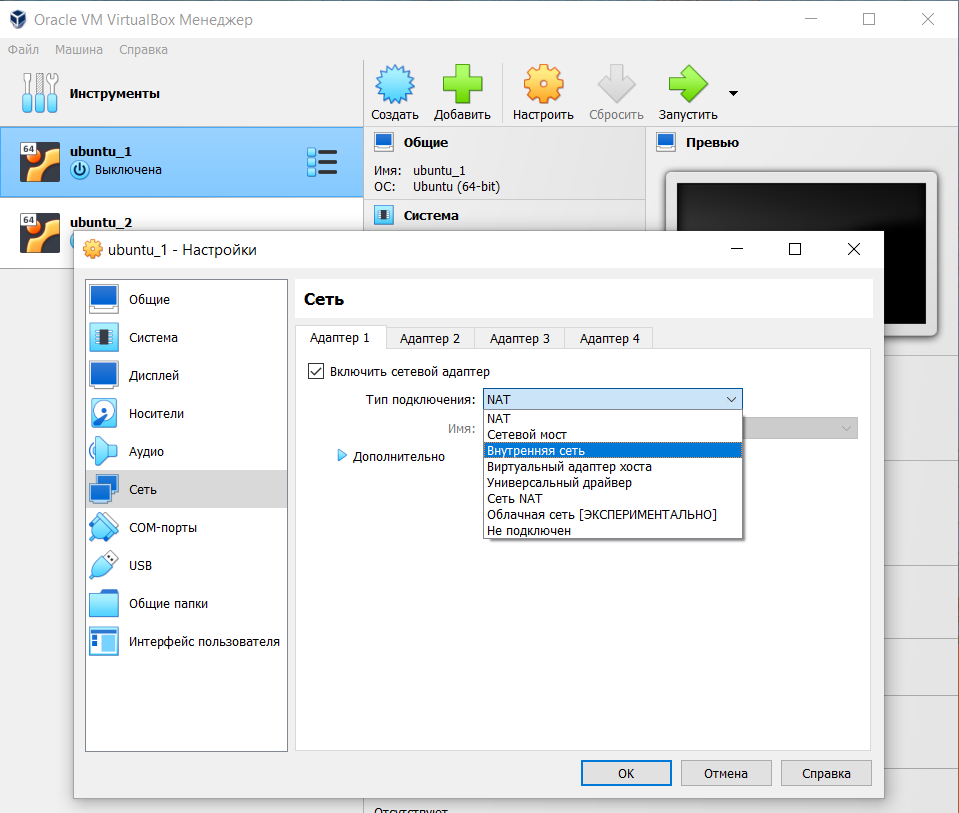 Oracle VM VirtualBox Менеджер
Файл Машина Справка
Инструменты
Создать Добавить Настроить Сбросить Запустить
64
ubuntu_1
Выключена
64
ubuntu_2
Общие
Имя: ubuntu_1
ОС: Ubuntu (64-bit)
Система
Превью
ubuntu_1 - Настройки
Общие
Система
Дисплей
Носители
Аудио
Сеть
COM-порты
USB
Общие папки
Интерфейс пользователя
Сеть
Адаптер 1 Адаптер 2 Адаптер 3 Адаптер 4
Включить сетевой адаптер
Тип подключения: NAT
Имя:
Дополнительно
NAT
Сетевой мост
Внутренняя сеть
Виртуальный адаптер хоста
Универсальный драйвер
Сеть NAT
Облачная сеть [ЭКСПЕРИМЕНТАЛЬНО]
Не подключен
OK Отмена Справка
Отсутствуют